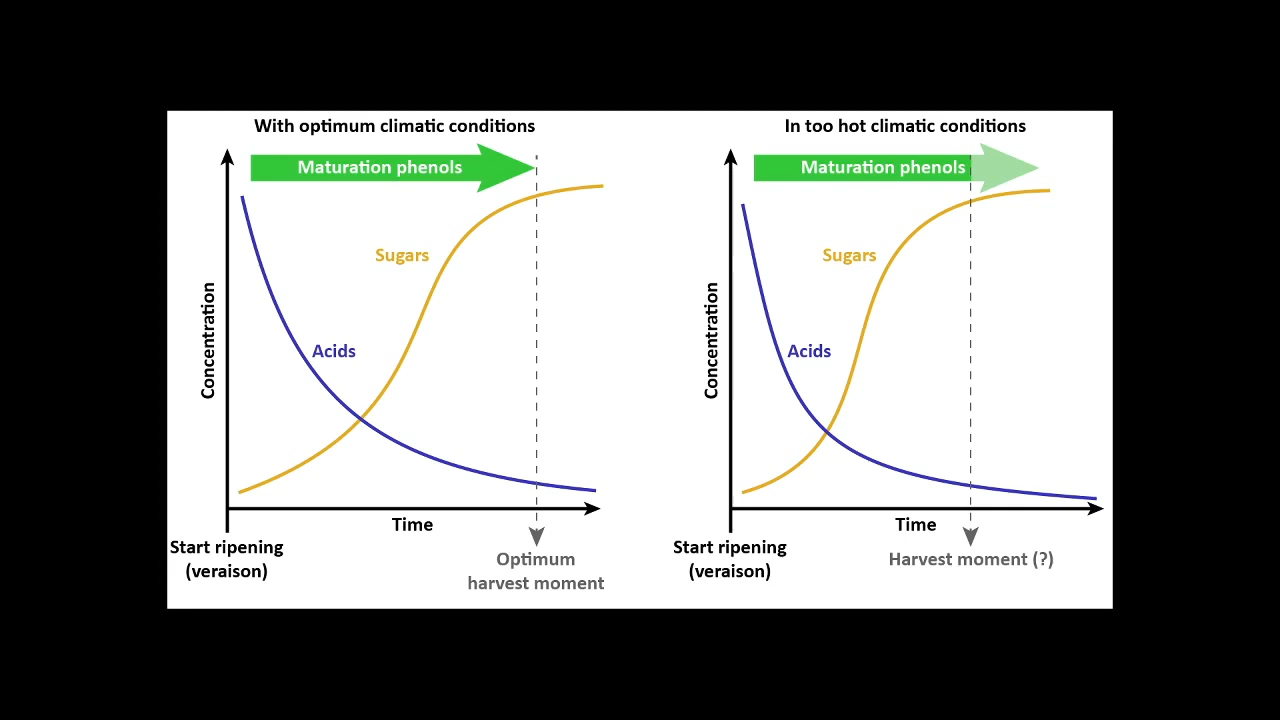 With optimum climatic conditions
Maturation phenols
Sugars
Acids
Concentration
Time
Start ripening
(veraison)
Optimum
harvest moment
In too hot climatic conditions
Maturation phenols
Sugars
Acids
Concentration
Time
Start ripening
(veraison)
Harvest moment (?)